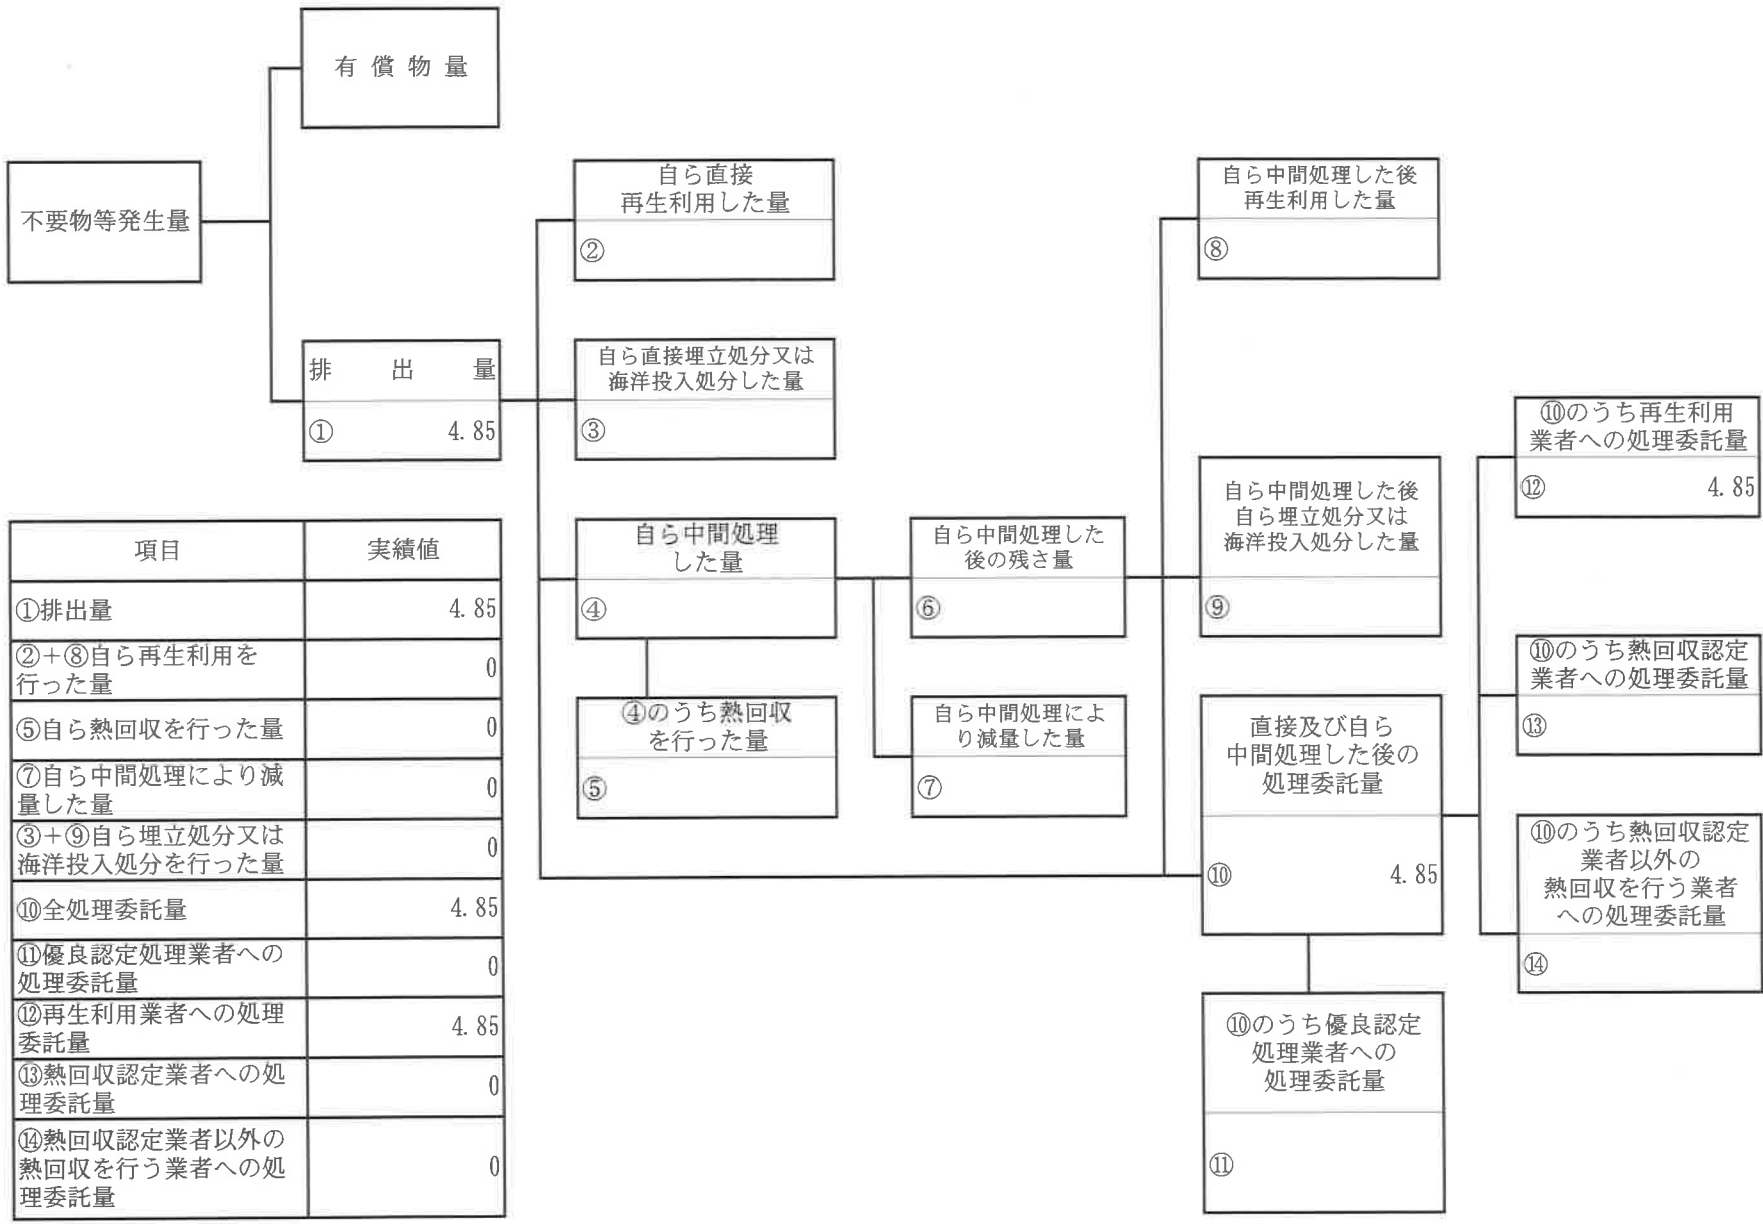 有償物量
不要物等発生量
排出量
① 4.85
自ら直接
再生利用した量
②
自ら直接埋立処分又は
海洋投入処分した量
③
自ら中間処理
した量
④
④のうち熱回収
を行った量
⑤
自ら中間処理した
後の残さ量
⑥
自ら中間処理によ
り減量した量
⑦
自ら中間処理した後
再生利用した量
⑧
自ら中間処理した後
自ら埋立処分又は
海洋投入処分した量
⑨
直接及び自ら
中間処理した後の
処理委託量
⑩ 4.85
⑩のうち優良認定
処理業者への
処理委託量
⑪
⑩のうち再生利用
業者への処理委託量
⑫ 4.85
⑩のうち熱回収認定
業者への処理委託量
⑬
⑩のうち熱回収認定
業者以外の
熱回収を行う業者
への処理委託量
⑭
項目 実績値
①排出量 4.85
②+⑧自ら再生利用を
行った量 0
⑤自ら熱回収を行った量 0
⑦自ら中間処理により減
量した量 0
③+⑨自ら埋立処分又は
海洋投入処分を行った量 0
⑩全処理委託量 4.85
⑪優良認定処理業者への
処理委託量 0
⑫再生利用業者への処理
委託量 4.85
⑬熱回収認定業者への処
理委託量 0
⑭熱回収認定業者以外の
熱回収を行う業者への処
理委託量 0